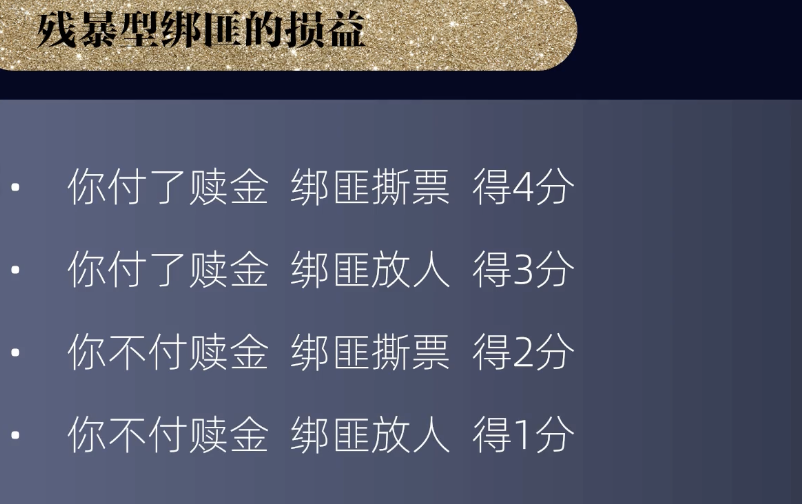 残暴型绑匪的损益
· 你付了赎金 绑匪撕票 得4分
· 你付了赎金 绑匪放人 得3分
· 你不付赎金 绑匪撕票 得2分
· 你不付赎金 绑匪放人 得1分